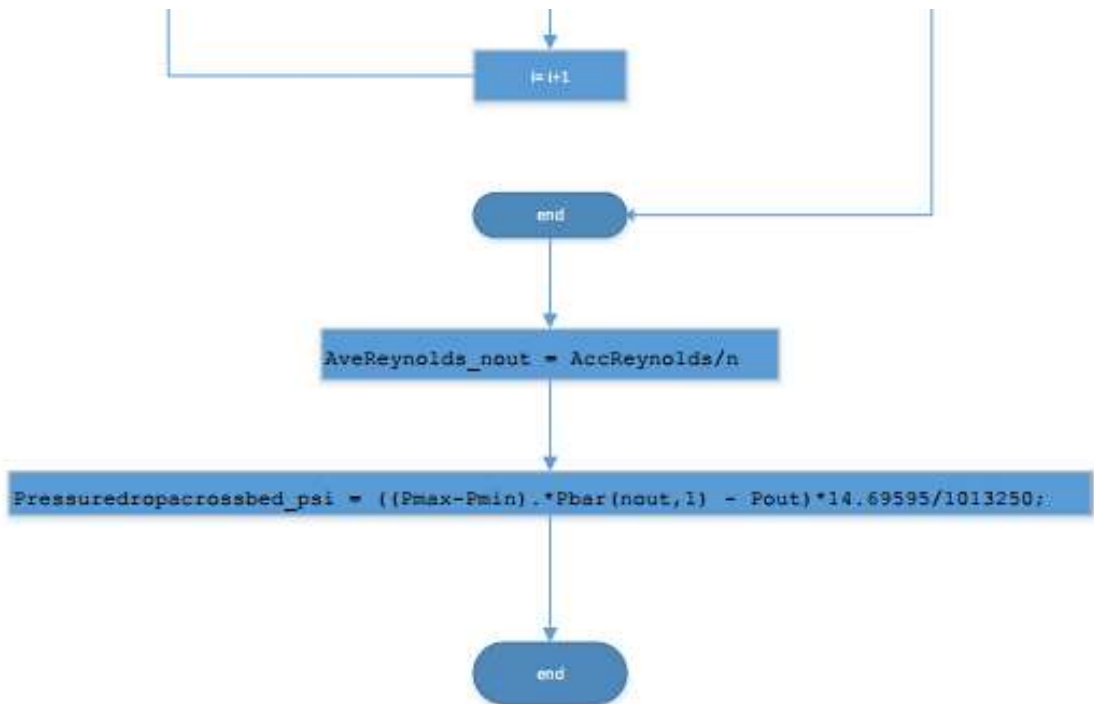 i= i+1
end
AveReynolds_nout = AccReynolds/n
Pressuredropacrossbed_psi = ((Pmax-Pmin).*Pbar(nout,1) - Pout)*14.69595/1013250;
end